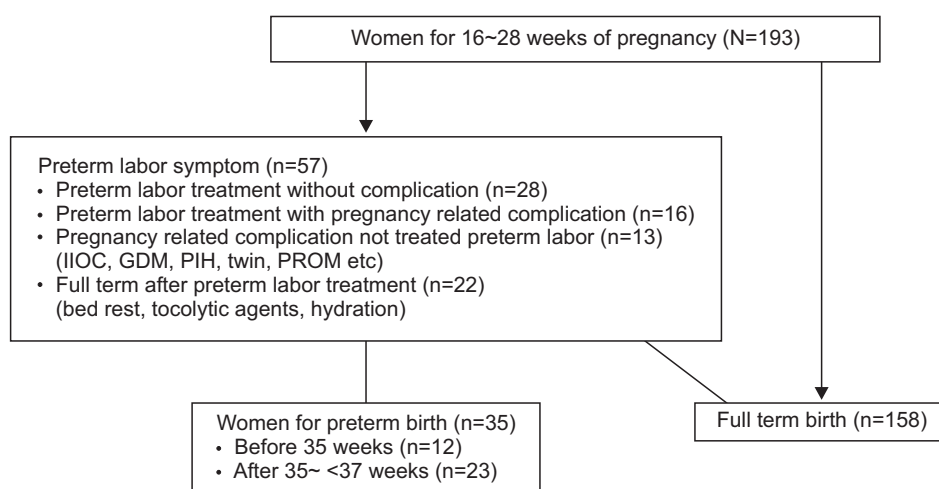 Women for 16~28 weeks of pregnancy (N=193)
Preterm labor symptom (n=57)
• Preterm labor treatment without complication (n=28)
• Preterm labor treatment with pregnancy related complication (n=16)
• Pregnancy related complication not treated preterm labor (n=13)
(IIOC, GDM, PIH, twin, PROM etc)
• Full term after preterm labor treatment (n=22)
(bed rest, tocolytic agents, hydration)
Women for preterm birth (n=35)
• Before 35 weeks (n=12)
• After 35~ <37 weeks (n=23)
Full term birth (n=158)